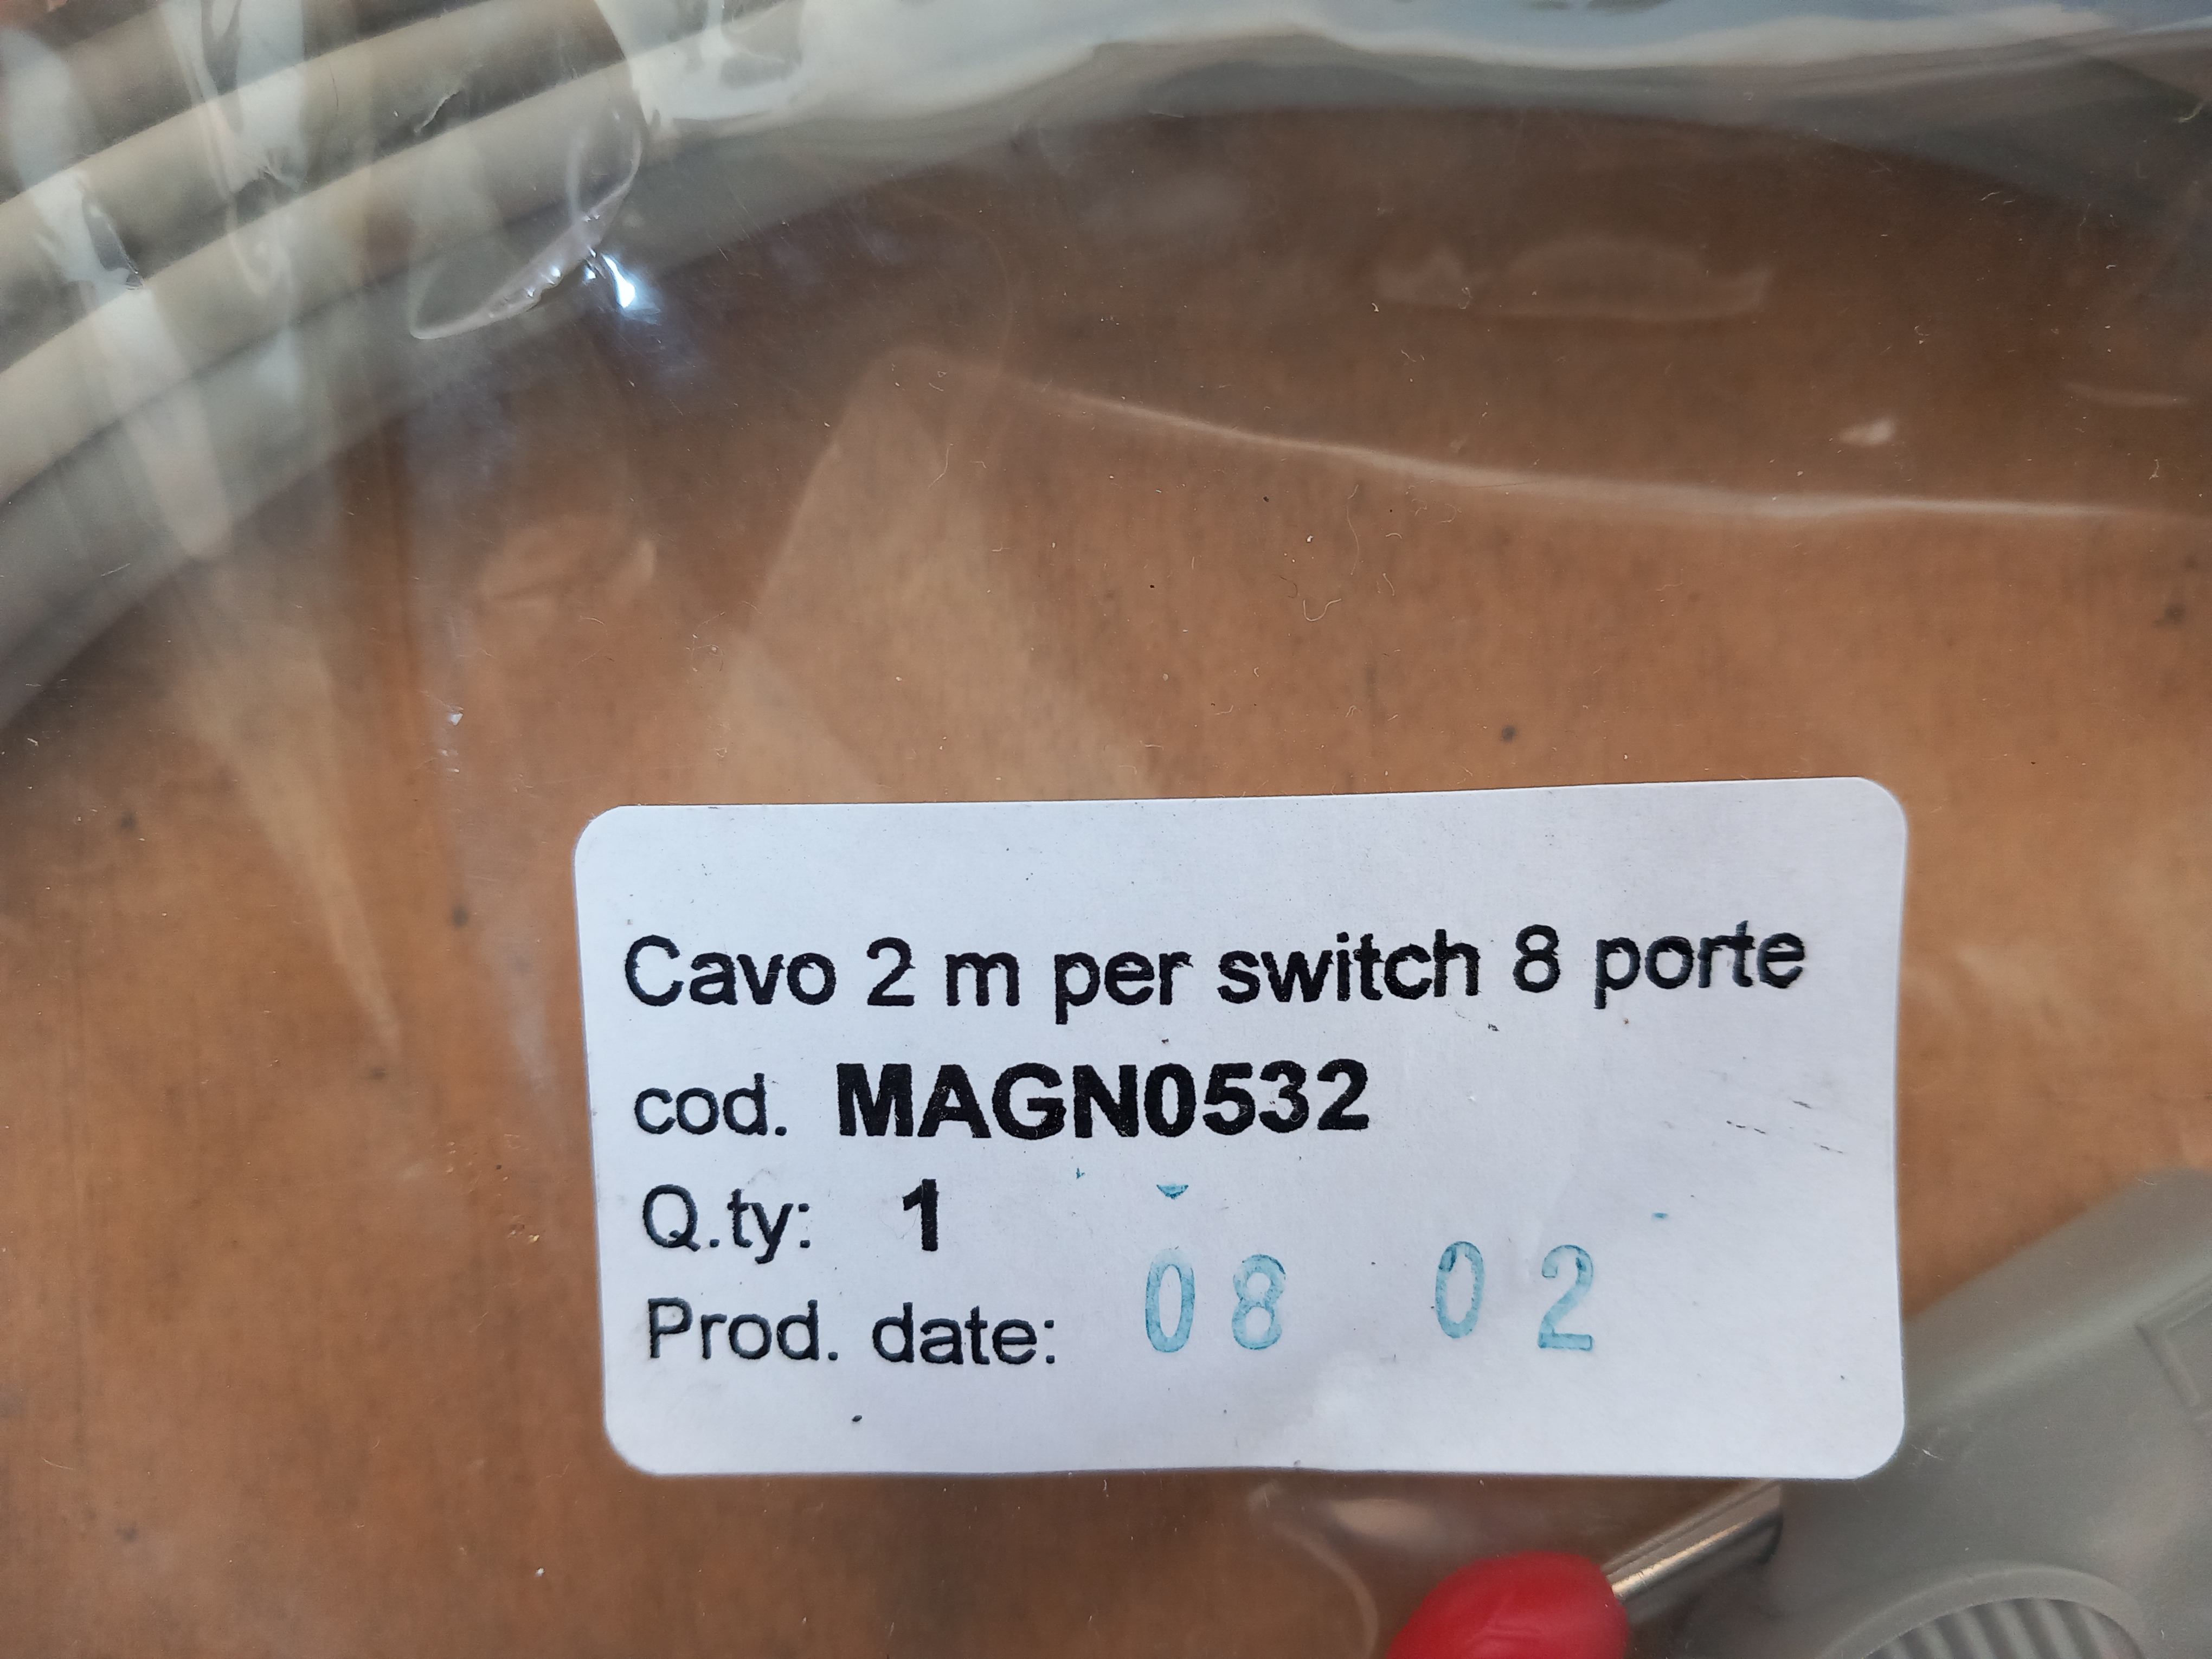 Cavo 2 m per switch 8 porte
cod. MAGN0532
Q.ty: 1
Prod. date: 08 02